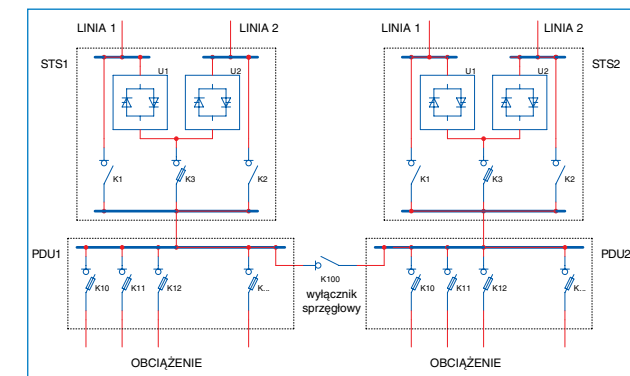 LINIA 1 LINIA 2 LINIA 1 LINIA 2
STS1 U1 U2 U1 U2 STS2
K1 K3 K2 K1 K3 K2
PDU1 PDU2
K10 K11 K12 K... K100 K10 K11 K12 K...
wyłącznik
sprzęgłowy
OBCIĄŻENIE OBCIĄŻENIE